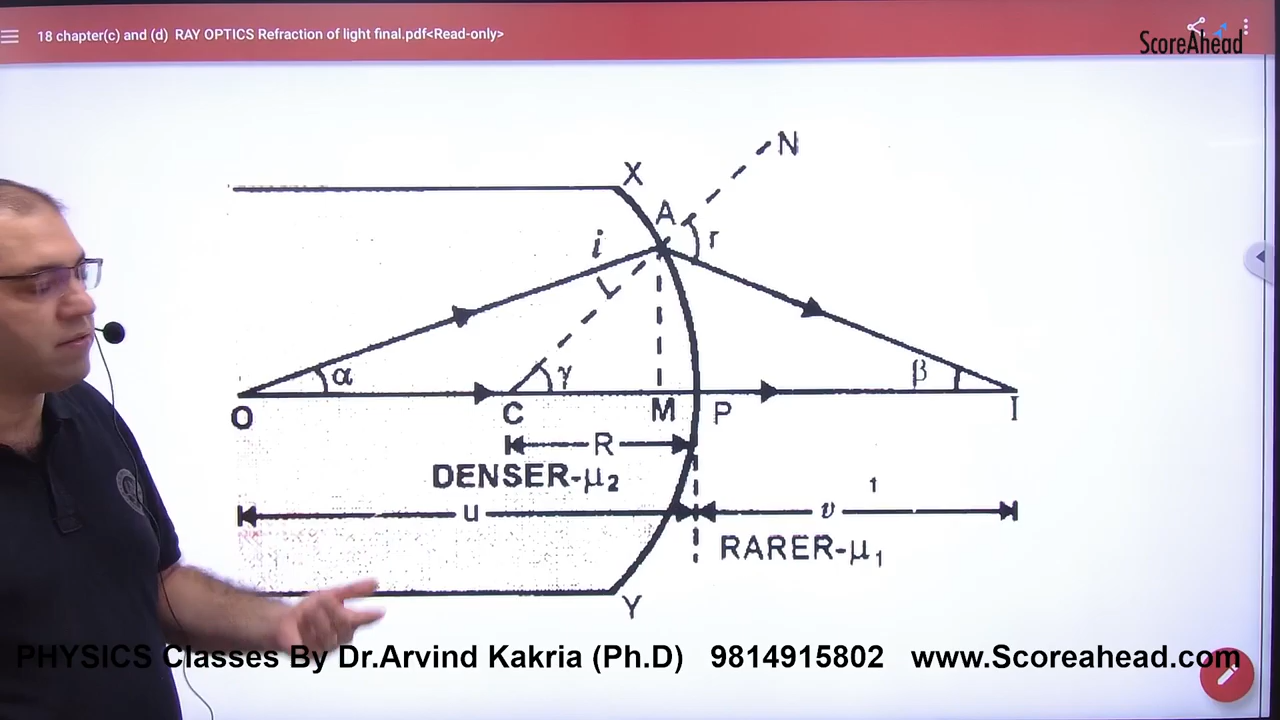 18 chapter(c) and (d) RAY OPTICS Refraction of light final.pdf<Read-only>
ScoreAhead
N
X
A
i
r
α
γ
β
O
C
M
P
I
R
DENSER-μ₂
u
υ
1
RARER-μ₁
Y
PHYSICS Classes By Dr.Arvind Kakria (Ph.D) 9814915802 www.Scoreahead.com